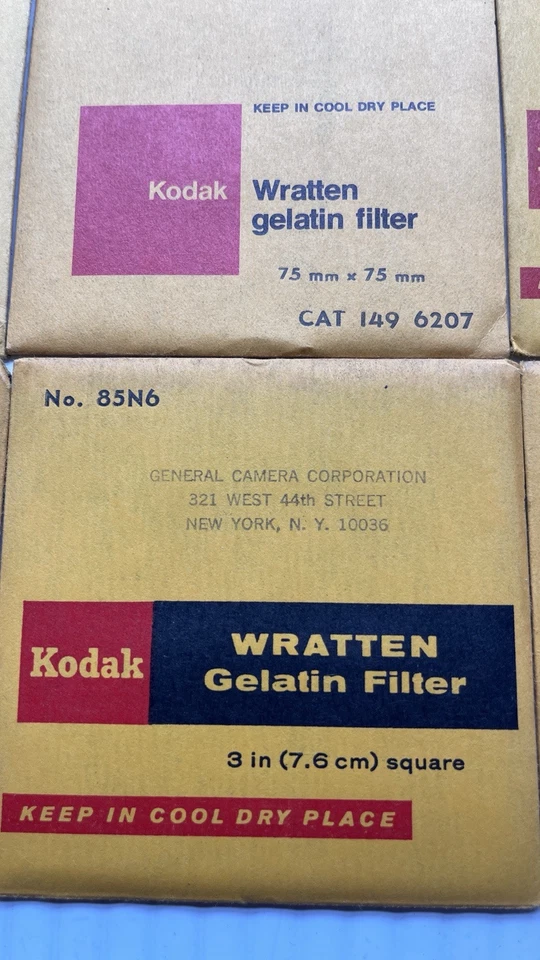 KEEP IN COOL DRY PLACE
Kodak
Wratten
gelatin filter
75 mm x 75 mm
CAT 149 6207
No. 85N6
GENERAL CAMERA CORPORATION
321 WEST 44th STREET
NEW YORK, N. Y. 10036
Kodak
WRATTEN
Gelatin Filter
3 in (7.6 cm) square
KEEP IN COOL DRY PLACE